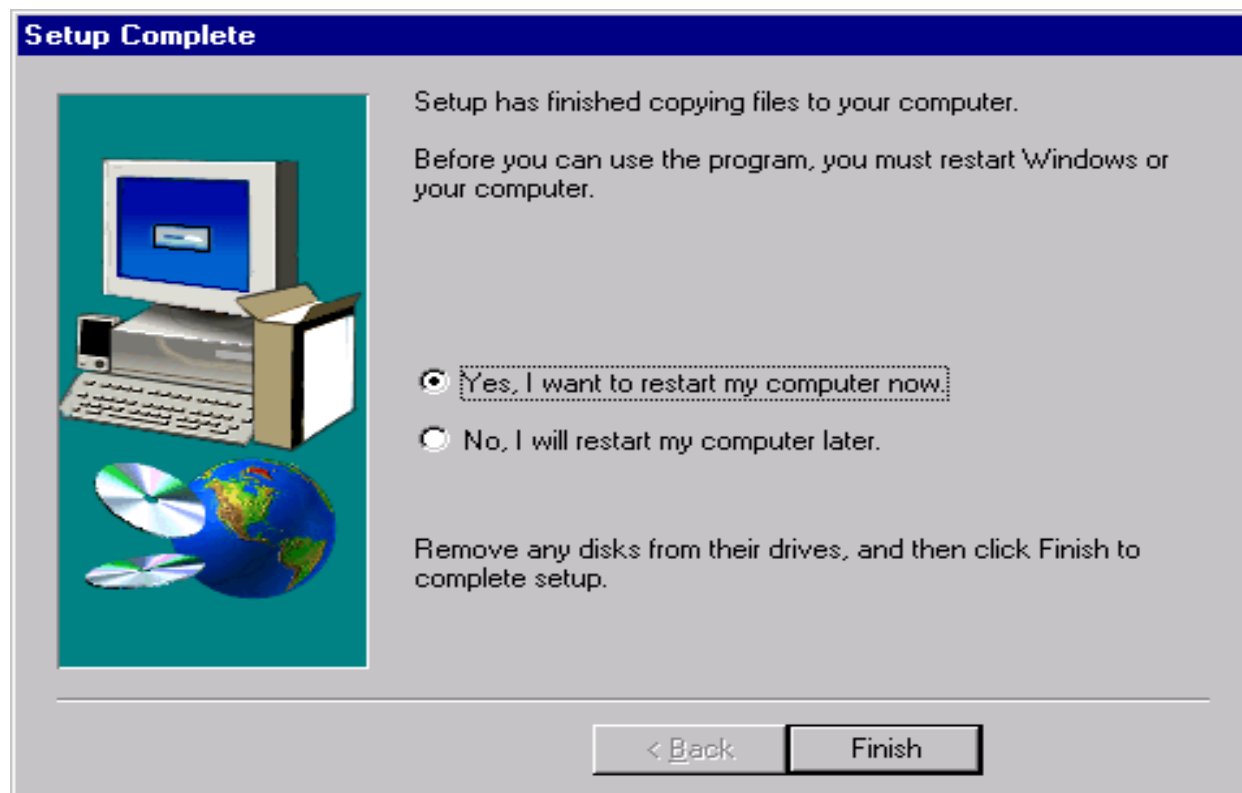 Setup Complete
Setup has finished copying files to your computer.
Before you can use the program, you must restart Windows or
your computer.
Yes, I want to restart my computer now.
No, I will restart my computer later.
Remove any disks from their drives, and then click Finish to
complete setup.
< Back
Finish